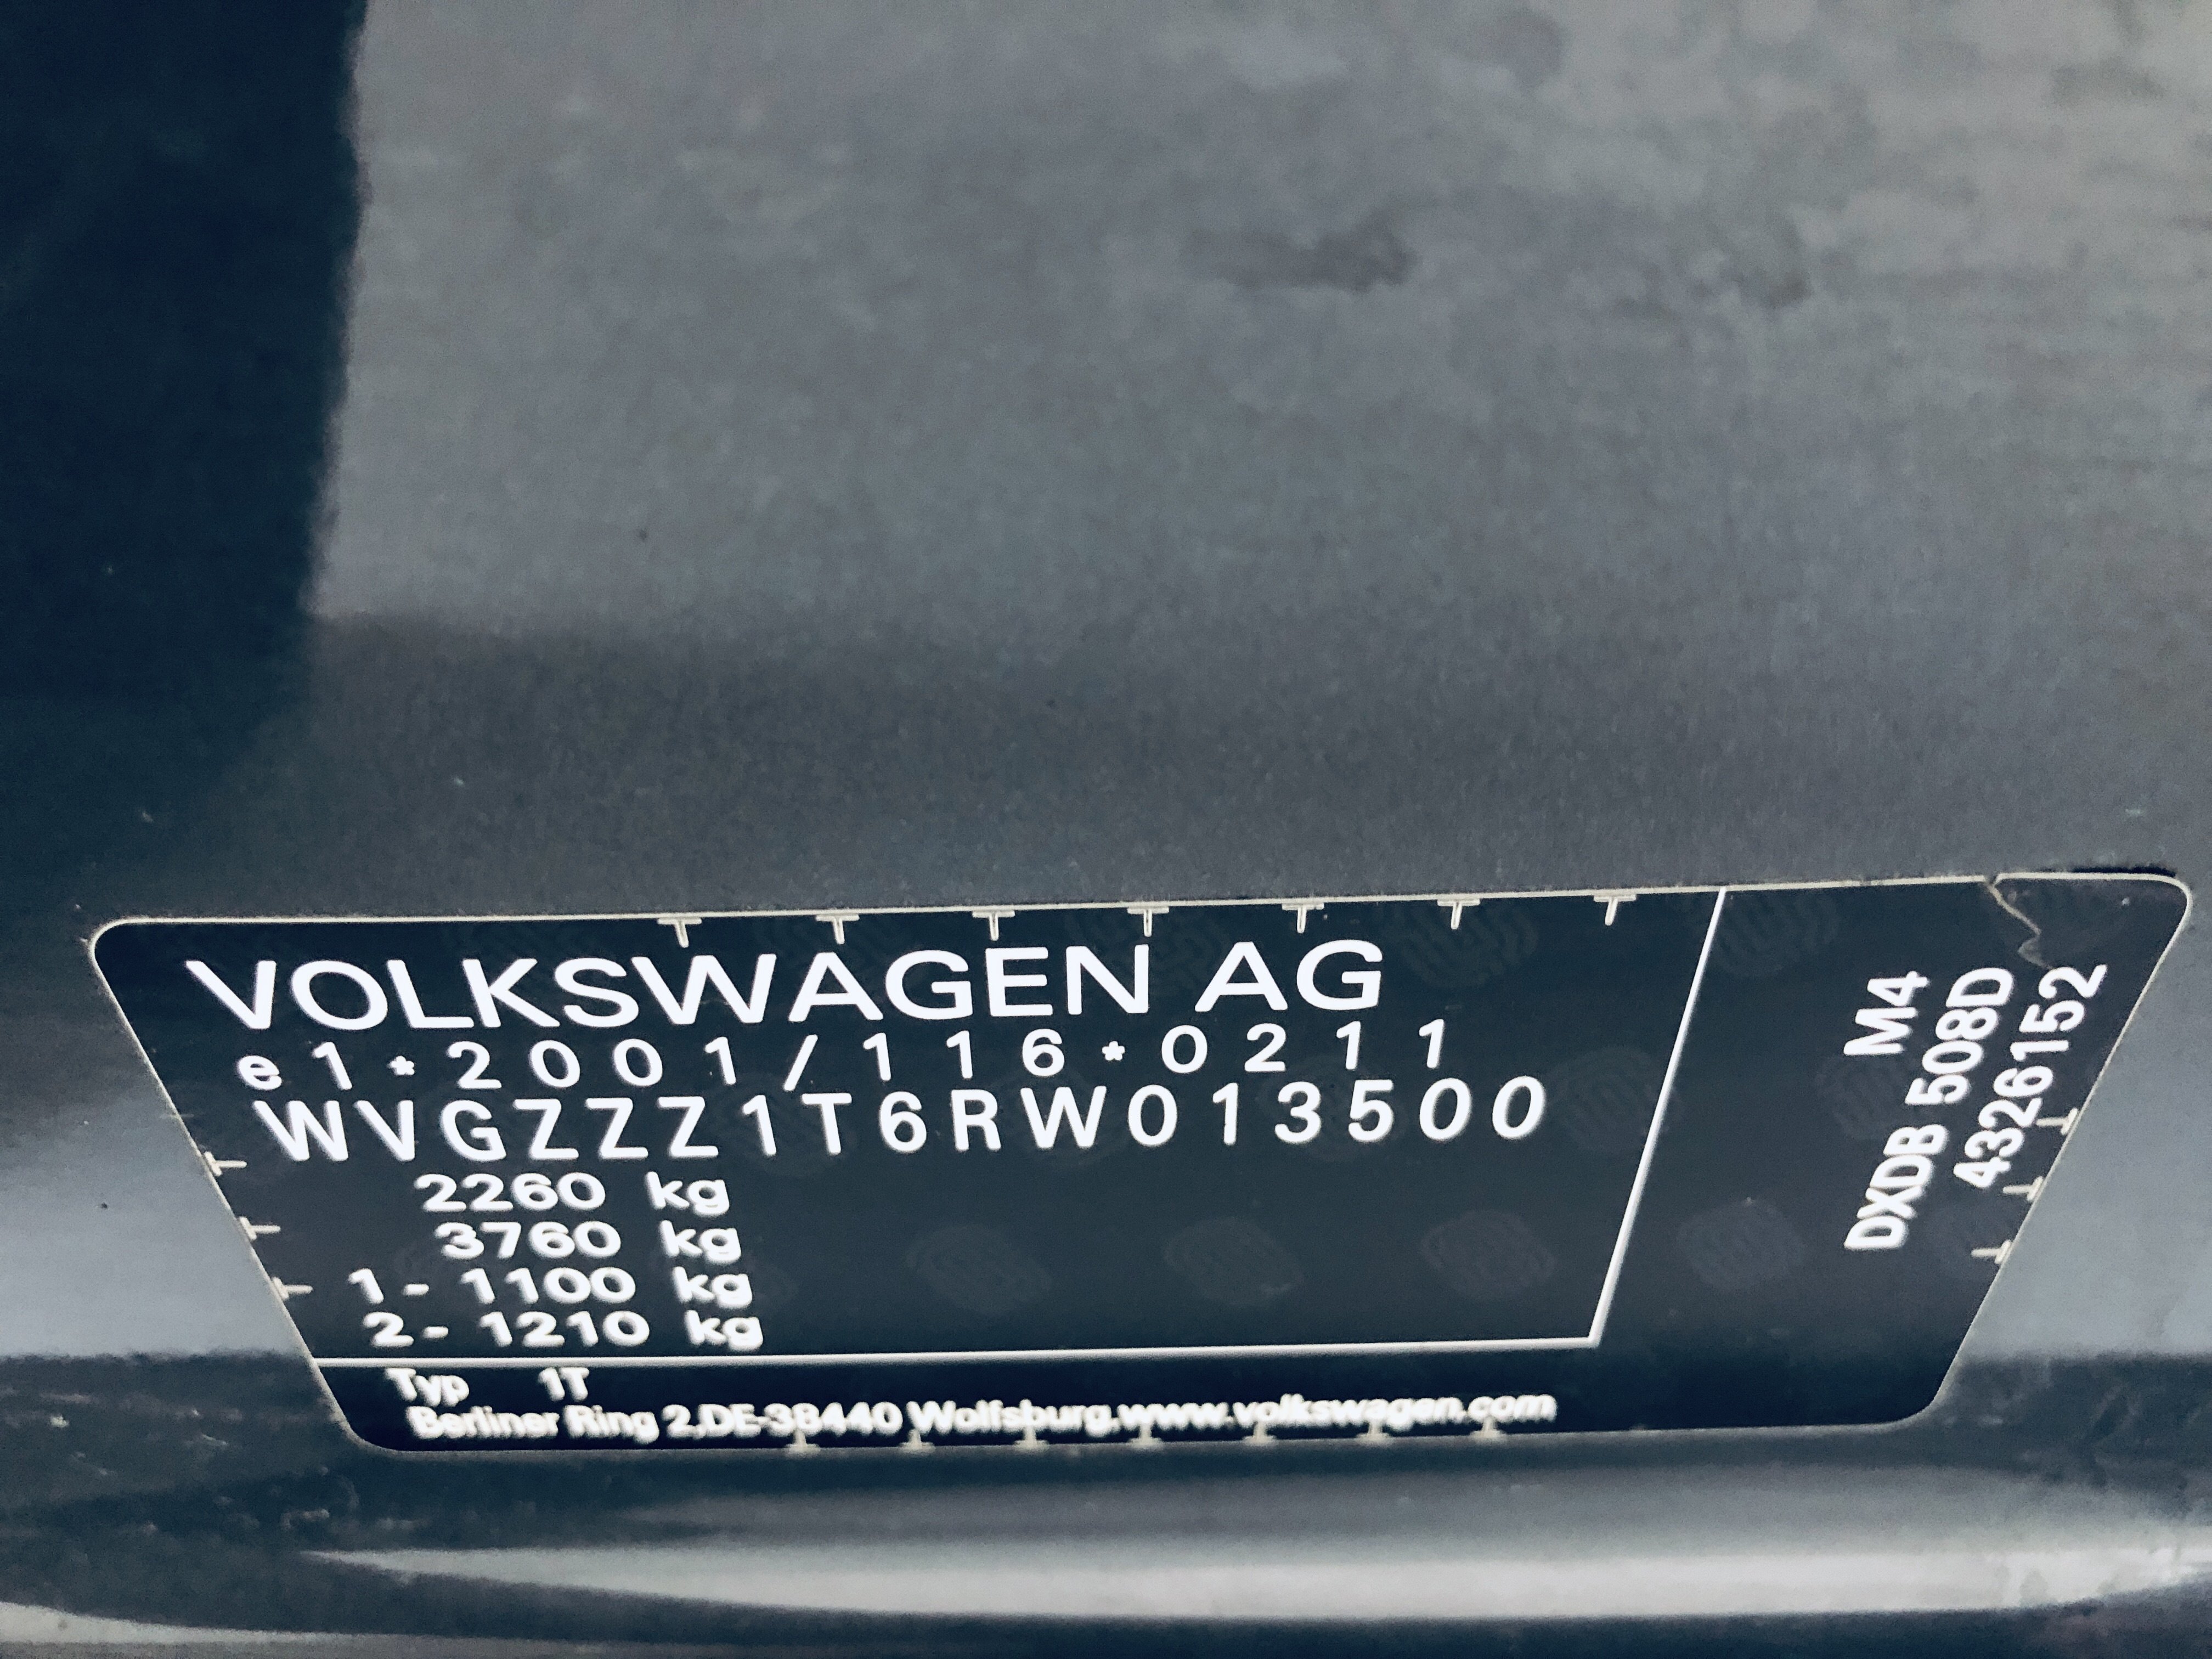 VOLKSWAGEN AG
e1*2001/116*0211
WVGZZZ1T6RW013500
2260 kg
3760 kg
1- 1100 kg
2- 1210 kg
Typ 1T
Berliner Ring 2,DE-38440 Wolfsburg,www.volkswagen.com
M4
DXDB 508D
4326152